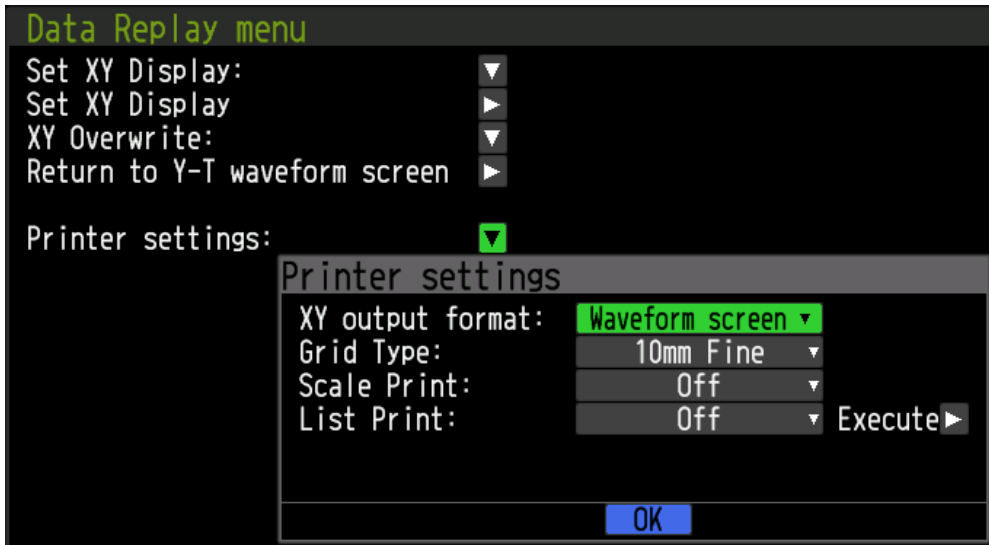 Data Replay menu
Set XY Display:
Set XY Display
XY Overwrite:
Return to Y-T waveform screen
Printer settings:
Printer settings
XY output format: Waveform screen
Grid Type: 10mm Fine
Scale Print: Off
List Print: Off Execute
OK